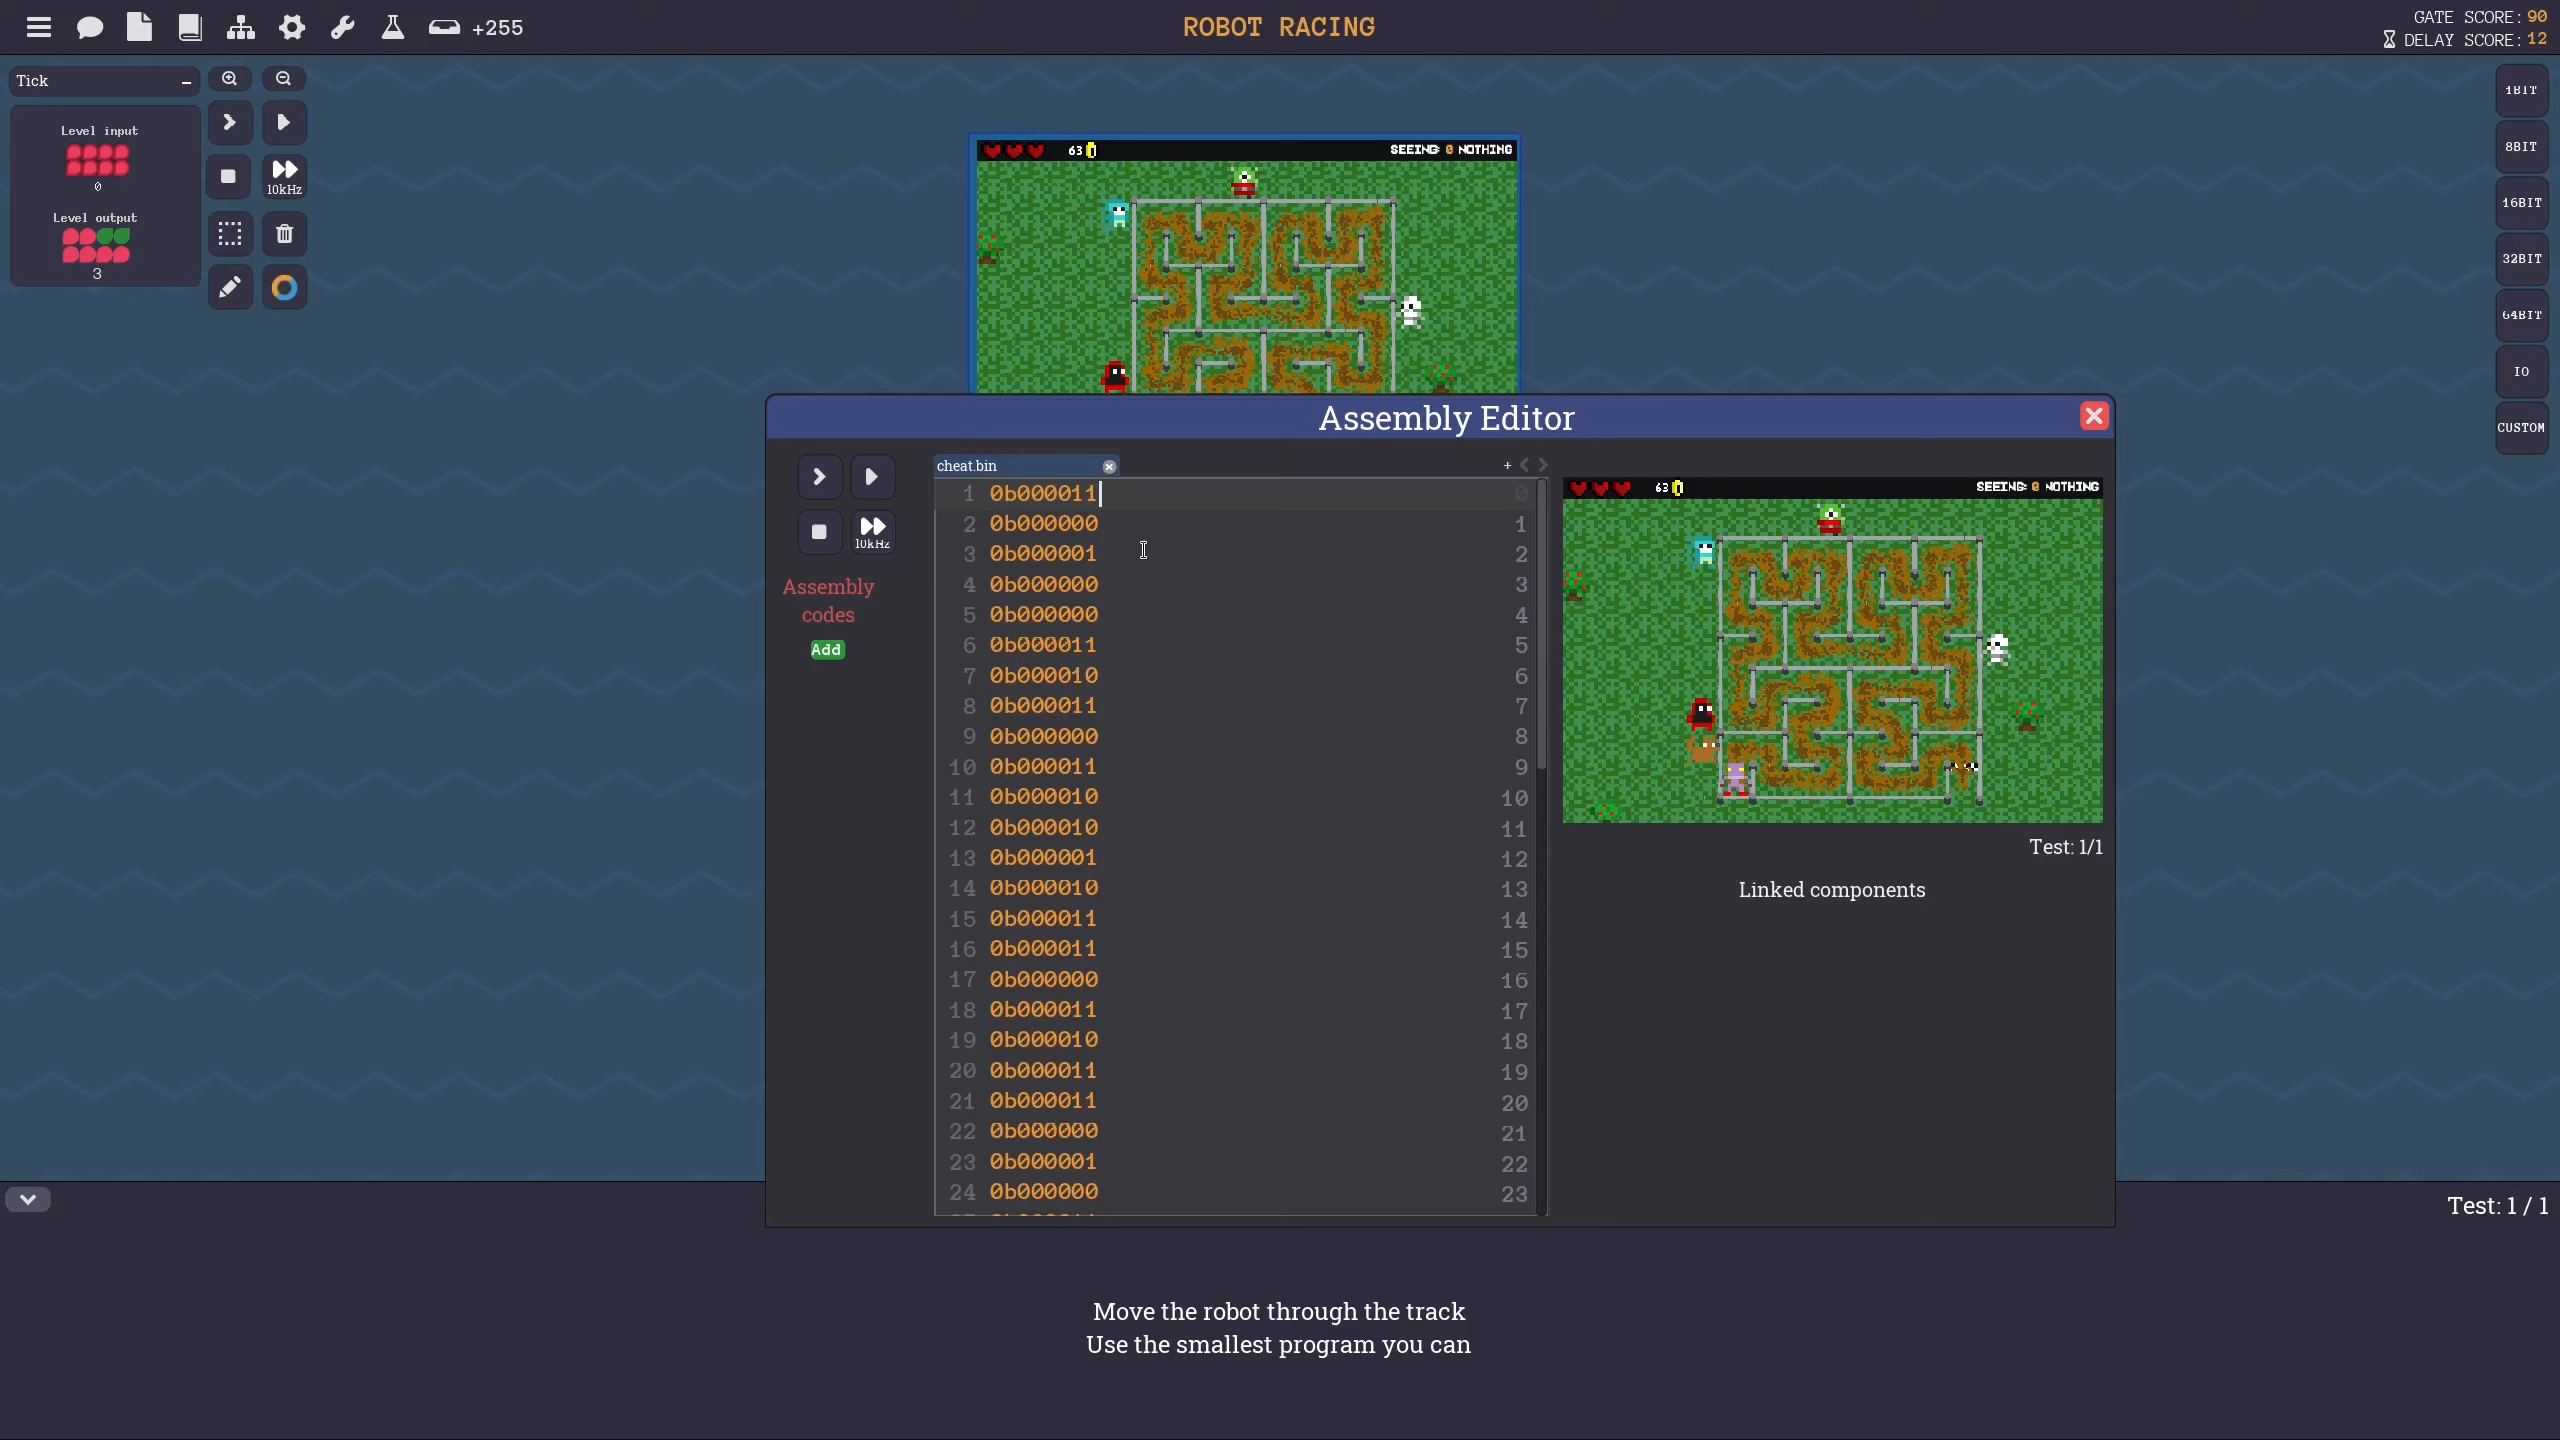 +255
ROBOT RACING
GATE SCORE: 90
DELAY SCORE: 12
Tick
Level input
0
Level output
3
10kHz
1BIT
8BIT
16BIT
32BIT
64BIT
IO
CUSTOM
63
SEEING: 0 NOTHING
Assembly Editor
cheat.bin
+
10kHz
Assembly
codes
Add
1 0b000011 0
2 0b000000 1
3 0b000001 2
4 0b000000 3
5 0b000000 4
6 0b000011 5
7 0b000010 6
8 0b000011 7
9 0b000000 8
10 0b000011 9
11 0b000010 10
12 0b000010 11
13 0b000001 12
14 0b000010 13
15 0b000011 14
16 0b000011 15
17 0b000000 16
18 0b000011 17
19 0b000010 18
20 0b000011 19
21 0b000011 20
22 0b000000 21
23 0b000001 22
24 0b000000 23
63
SEEING: 0 NOTHING
Test: 1/1
Linked components
Test: 1 / 1
Move the robot through the track
Use the smallest program you can